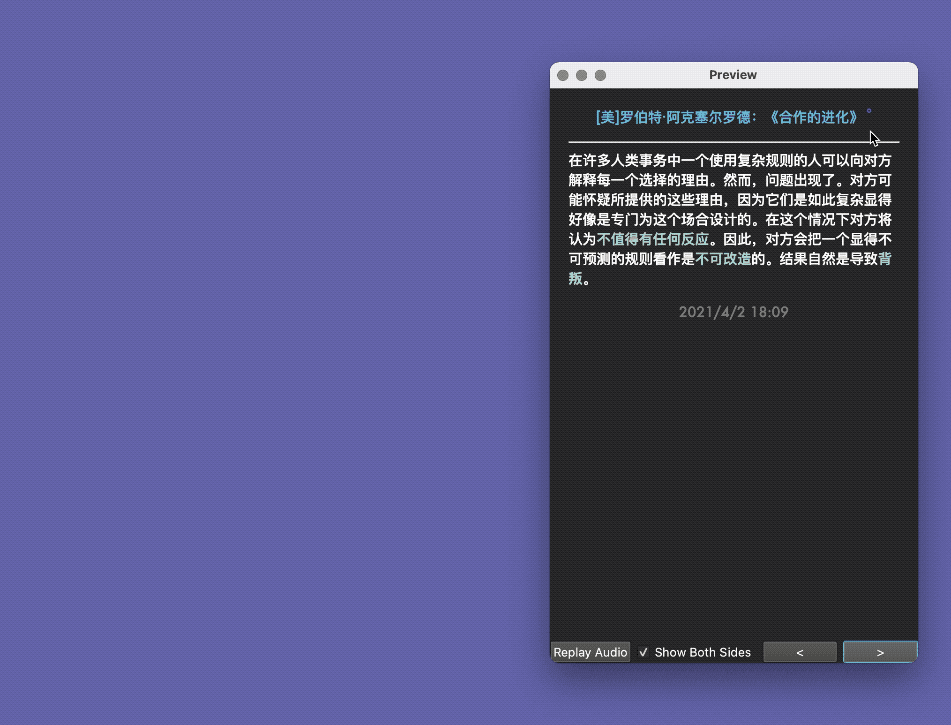 Preview
[美]罗伯特·阿克塞尔罗德：《合作的进化》°
在许多人类事务中一个使用复杂规则的人可以向对方
解释每一个选择的理由。然而，问题出现了。对方可
能怀疑所提供的这些理由，因为它们是如此复杂显得
好像是专门为这个场合设计的。在这个情况下对方将
认为不值得有任何反应。因此，对方会把一个显得不
可预测的规则看作是不可改造的。结果自然是导致背
叛。
2021/4/2 18:09
Replay Audio ✓ Show Both Sides < >